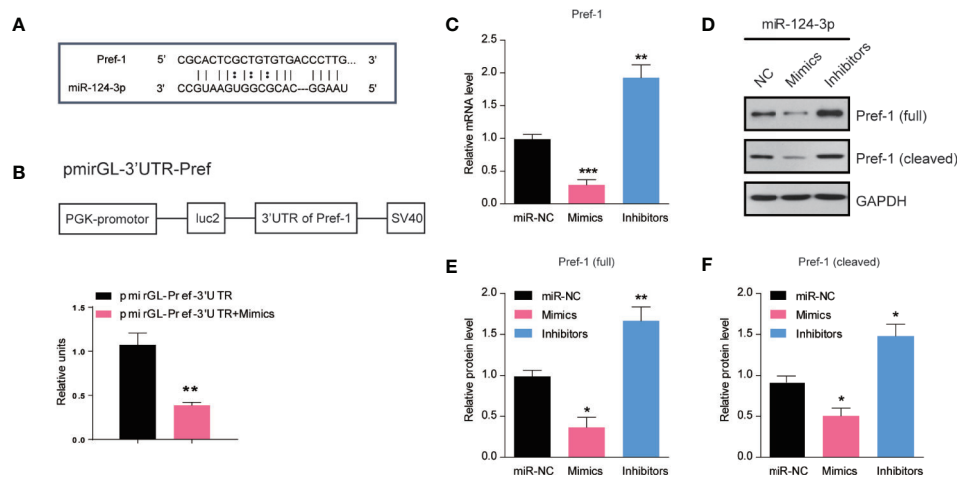 A
Pref-1 5' CGCACTCGCTGTGTGACCCTTG... 3'
miR-124-3p 3' CCGUAAGUGGCGCAC---GGAAU 5'
B
pmirGL-3'UTR-Pref
PGK-promotor luc2 3'UTR of Pref-1 SV40
pmirGL-Pref-3'UTR
pmirGL-Pref-3'UTR+Mimics
Relative units
1.5
1.0
0.5
0.0
**
C
Pref-1
Relative mRNA level
2.5
2.0
1.5
1.0
0.5
0.0
***
**
miR-NC Mimics Inhibitors
D
miR-124-3p
NC Mimics Inhibitors
Pref-1 (full)
Pref-1 (cleaved)
GAPDH
E
Pref-1 (full)
miR-NC
Mimics
Inhibitors
Relative protein level
2.0
1.5
1.0
0.5
0.0
*
**
miR-NC Mimics Inhibitors
F
Pref-1 (cleaved)
miR-NC
Mimics
Inhibitors
Relative protein level
2.0
1.5
1.0
0.5
0.0
*
*
miR-NC Mimics Inhibitors